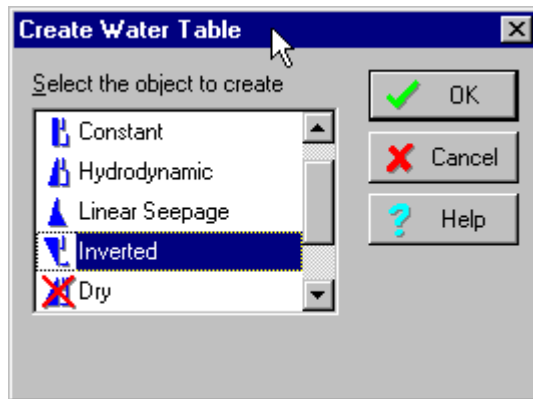 Create Water Table
Select the object to create
Constant
Hydrodynamic
Linear Seepage
Inverted
Dry
OK
Cancel
Help